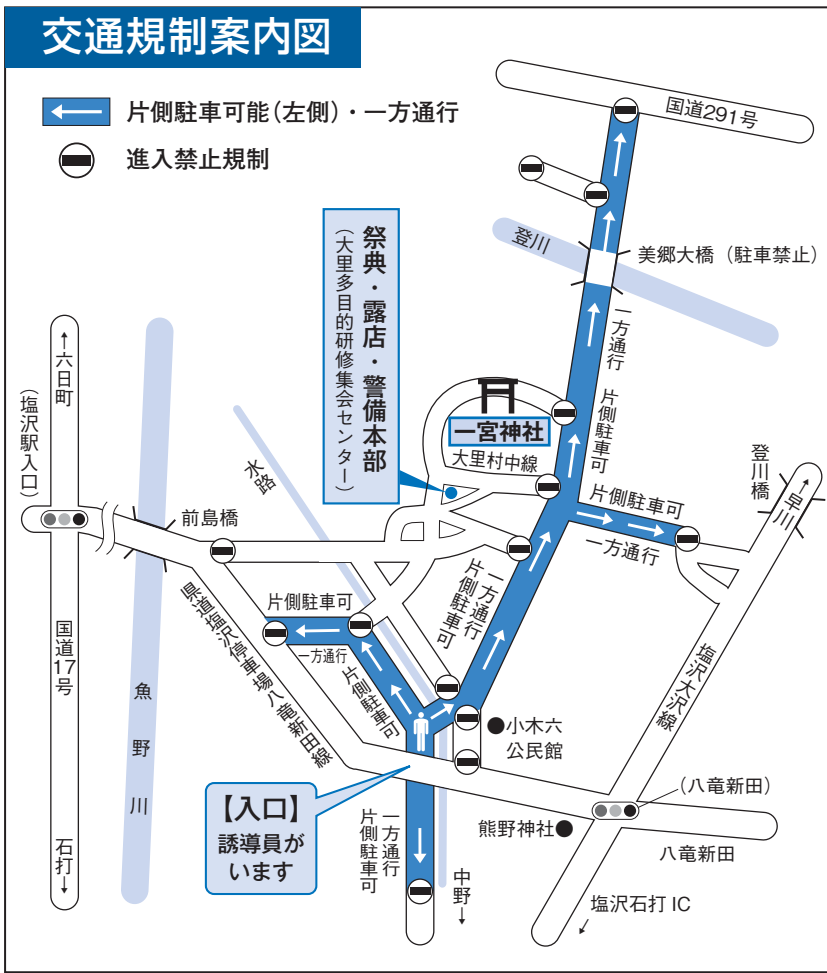 交通規制案内図
片側駐車可能(左側)・一方通行
進入禁止規制
国道291号
登川
美郷大橋（駐車禁止）
祭典・露店・警備本部
（大里多目的研修集会センター）
一方通行
片側駐車可
←六日町
（塩沢駅入口）
水路
一宮神社
大里村中線
前島橋
片側駐車可
一方通行
登川橋
→早川
一方通行
片側駐車可
片側駐車可
一方通行
片側駐車可
県道塩沢停車場八竜新田線
国道17号
魚野川
塩沢大沢線
小木六
公民館
【入口】
誘導員が
います
（八竜新田）
熊野神社
八竜新田
一方通行
片側駐車可
石打→
中野→
塩沢石打 IC